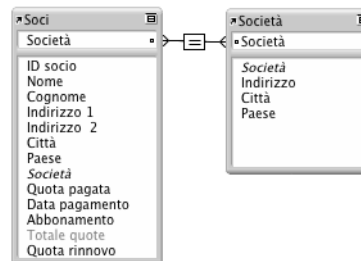 Soci
Società
ID socio
Nome
Cognome
Indirizzo 1
Indirizzo 2
Città
Paese
Società
Quota pagata
Data pagamento
Abbonamento
Totale quote
Quota rinnovo
Società
Società
Società
Indirizzo
Città
Paese